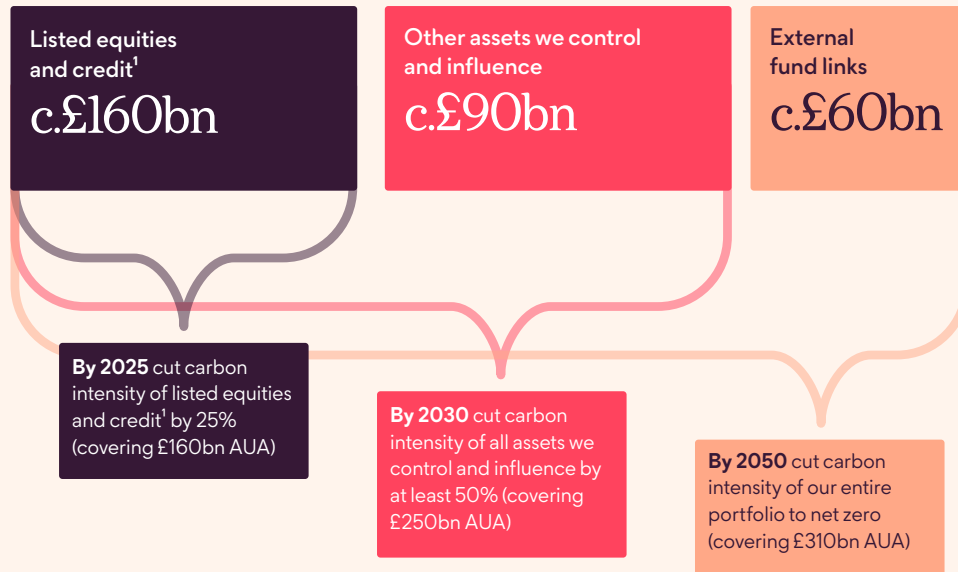 Listed equities
and credit¹
c.£160bn
Other assets we control
and influence
c.£90bn
External
fund links
c.£60bn
By 2025 cut carbon
intensity of listed equities
and credit¹ by 25%
(covering £160bn AUA)
By 2030 cut carbon
intensity of all assets we
control and influence by
at least 50% (covering
£250bn AUA)
By 2050 cut carbon
intensity of our entire
portfolio to net zero
(covering £310bn AUA)